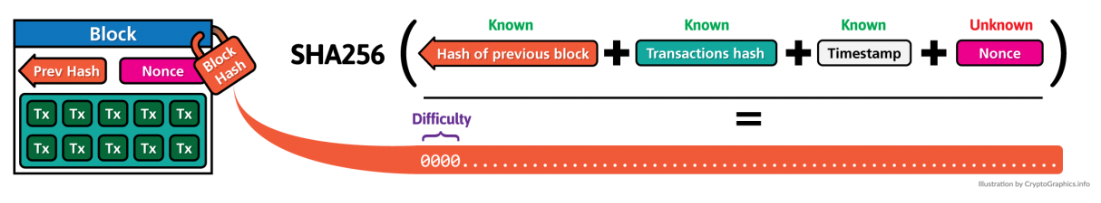 Block
Prev Hash
Nonce
Block
Hash
Tx Tx Tx Tx Tx
Tx Tx Tx Tx Tx
Known Known Known Unknown
SHA256 ( Hash of previous block + Transactions hash + Timestamp + Nonce )
=
Difficulty
0000............................................................
Illustration by CryptoGraphics.info